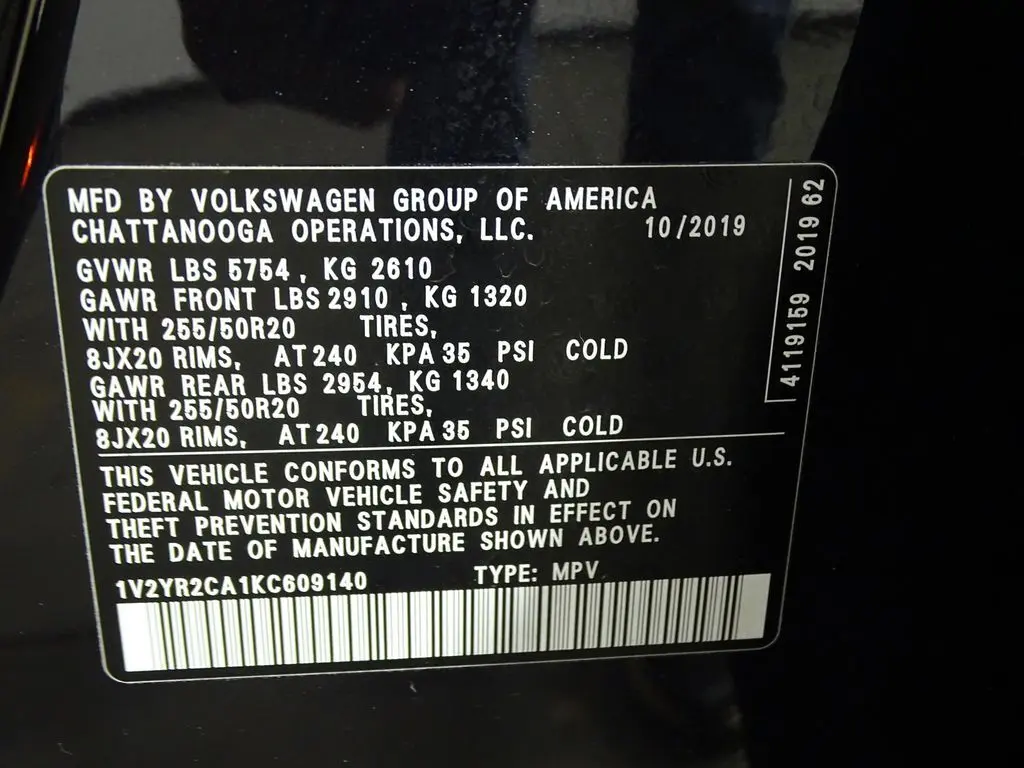 MFD BY VOLKSWAGEN GROUP OF AMERICA
CHATTANOOGA OPERATIONS, LLC. 10/2019
GVWR LBS 5754 , KG 2610
GAWR FRONT LBS 2910 , KG 1320
WITH 255/50R20 TIRES,
8JX20 RIMS, AT 240 KPA 35 PSI COLD
GAWR REAR LBS 2954, KG 1340
WITH 255/50R20 TIRES,
8JX20 RIMS, AT 240 KPA 35 PSI COLD
THIS VEHICLE CONFORMS TO ALL APPLICABLE U.S.
FEDERAL MOTOR VEHICLE SAFETY AND
THEFT PREVENTION STANDARDS IN EFFECT ON
THE DATE OF MANUFACTURE SHOWN ABOVE.
1V2YR2CA1KC609140 TYPE: MPV
4119159 2019 62